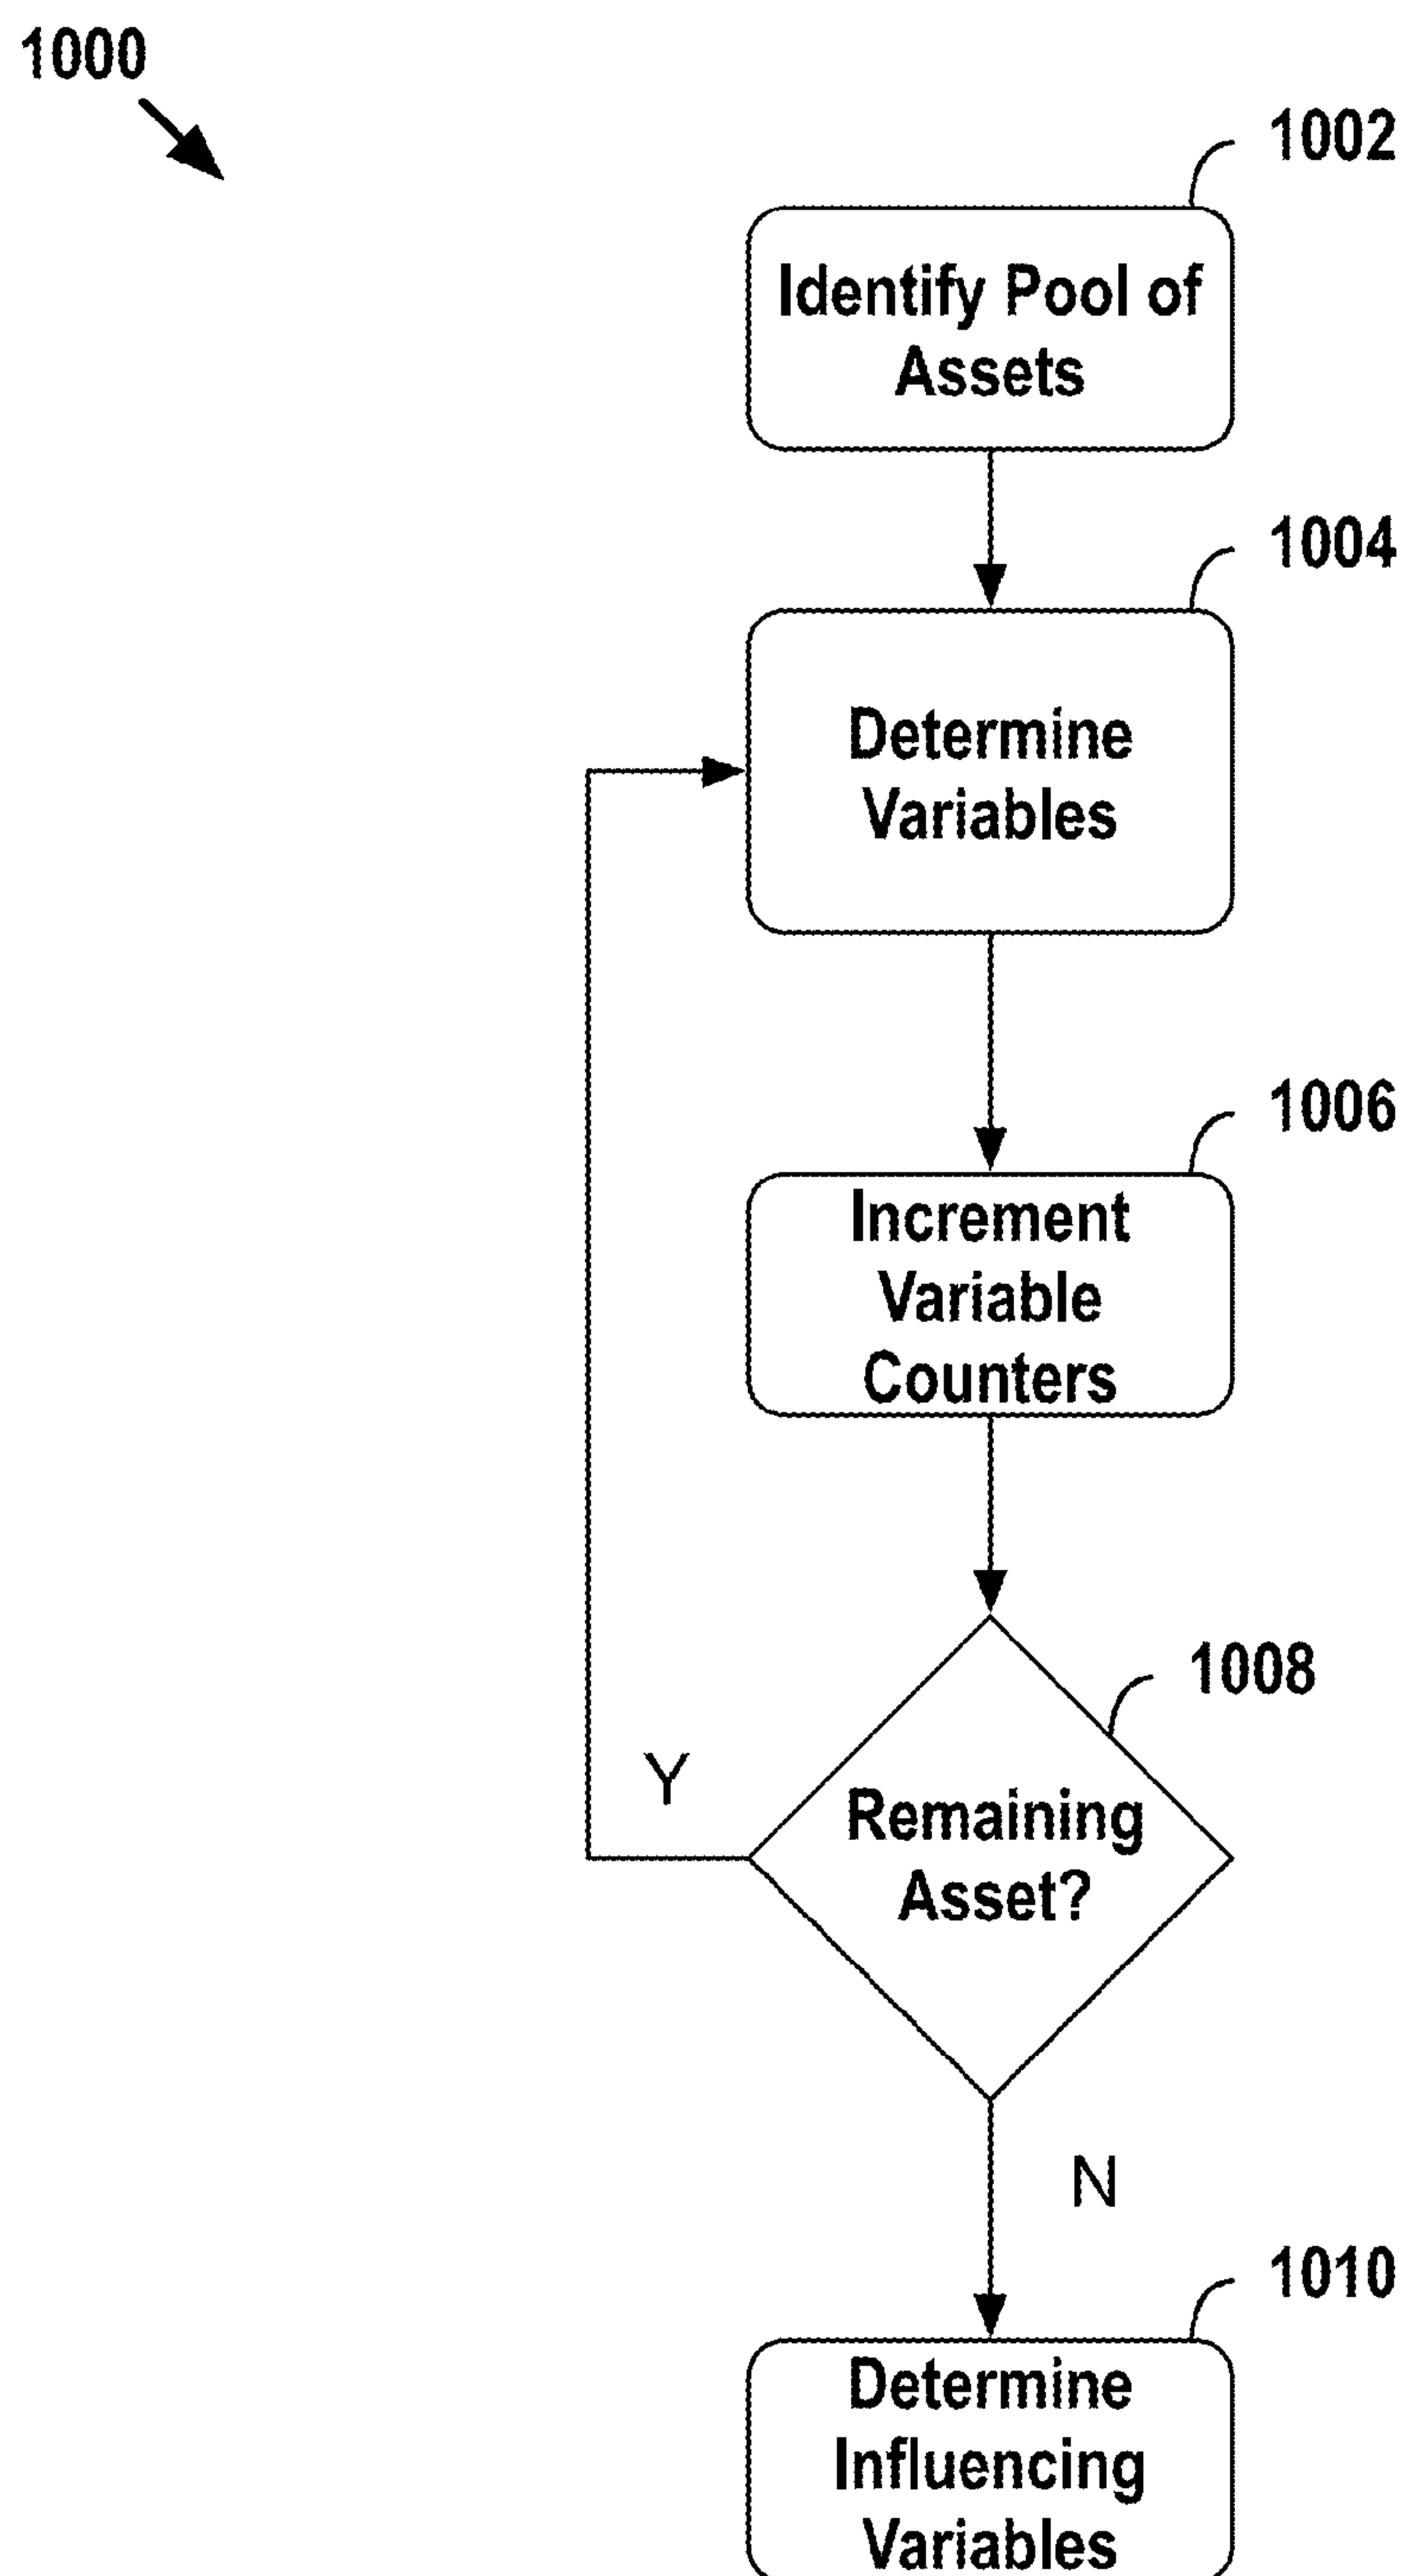 1000
1002
Identify Pool of
Assets
1004
Determine
Variables
1006
Increment
Variable
Counters
1008
Y
Remaining
Asset?
N
1010
Determine
Influencing
Variables